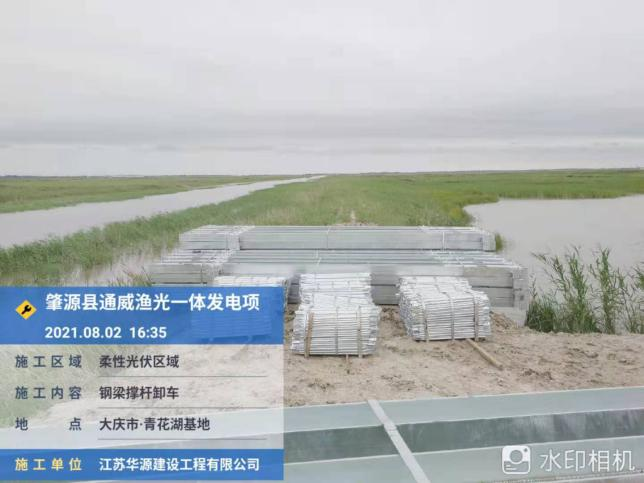 肇源县通威渔光一体发电项
2021.08.02 16:35
施工区域 柔性光伏区域
施工内容 钢梁撑杆卸车
地 点 大庆市·青花湖基地
施工单位 江苏华源建设工程有限公司
水印相机